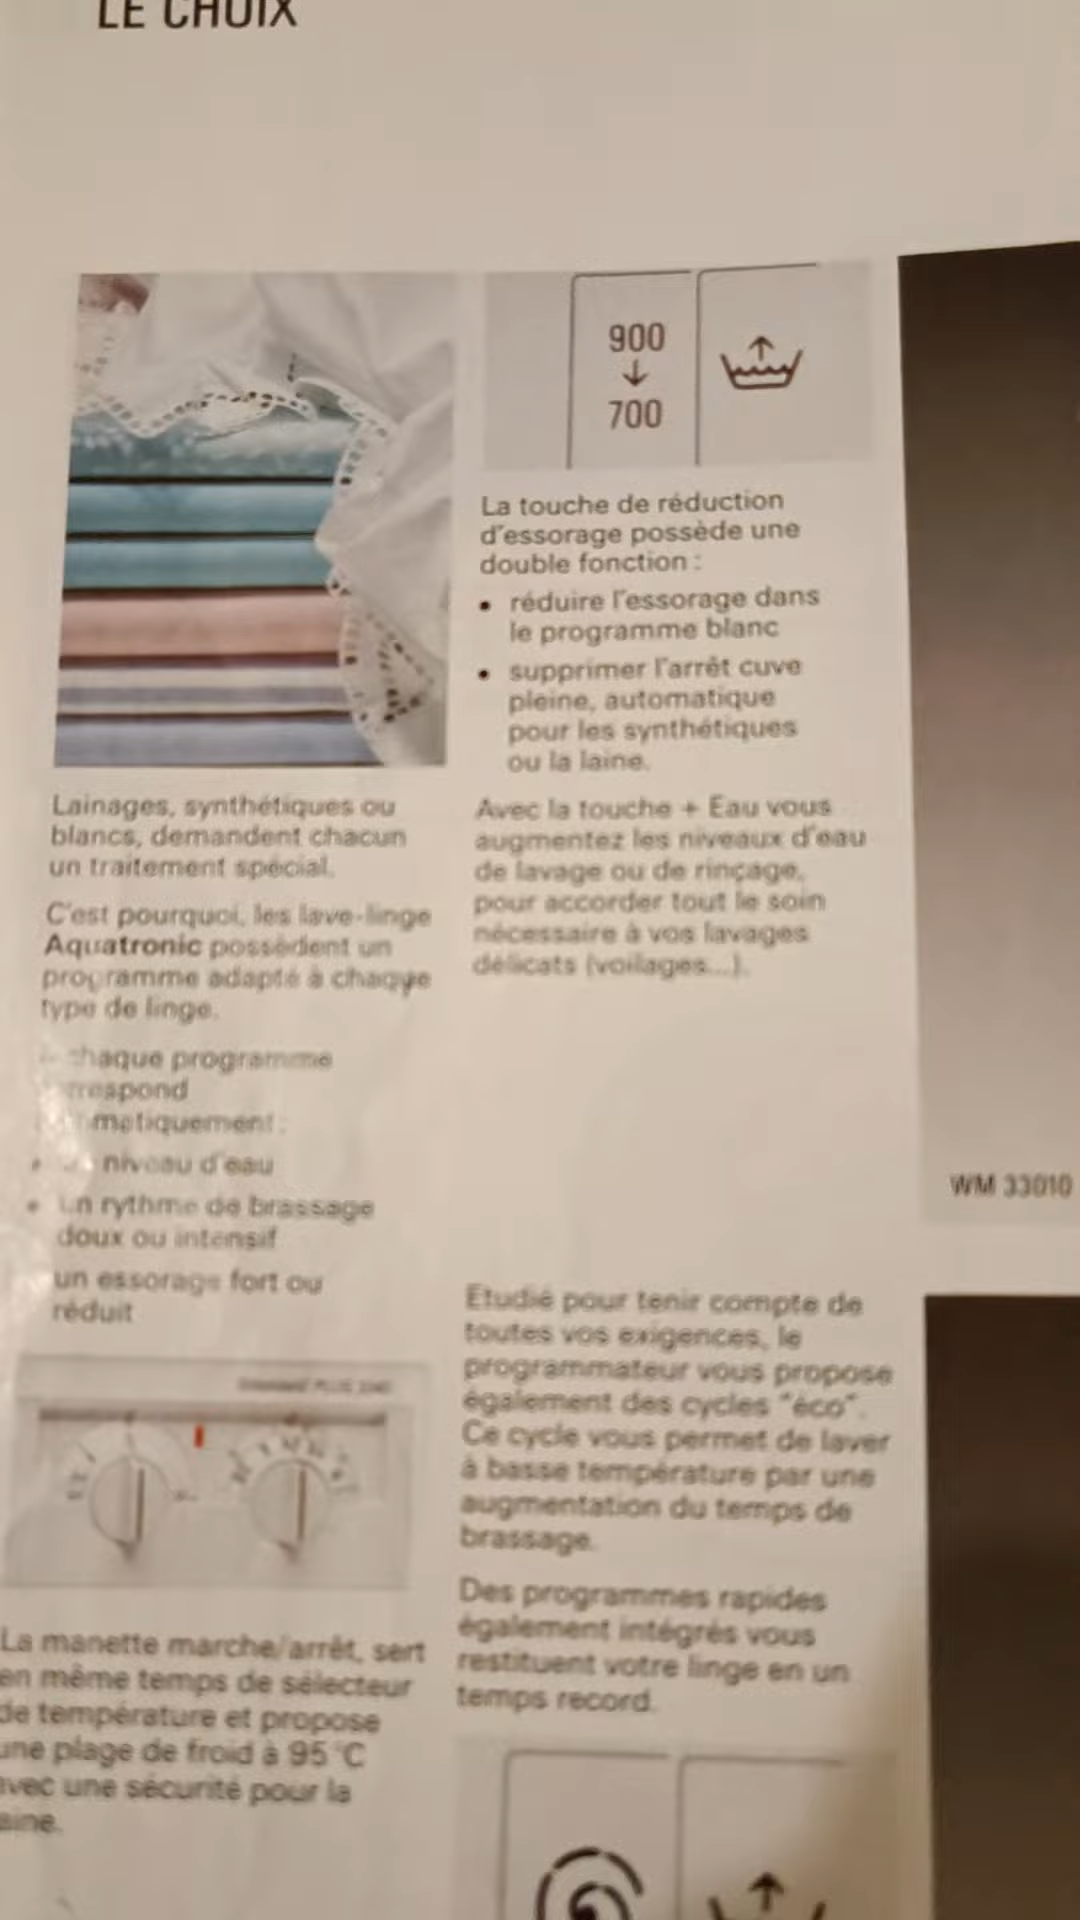 LE CHOIX
900
700
La touche de réduction
d'essorage possède une
double fonction :
• réduire l'essorage dans
le programme blanc
• supprimer l'arrêt cuve
pleine, automatique
pour les synthétiques
ou la laine.
Avec la touche + Eau vous
augmentez les niveaux d'eau
de lavage ou de rinçage,
pour accorder tout le soin
nécessaire à vos lavages
délicats (voilages...).
Lainages, synthétiques ou
blancs, demandent chacun
un traitement spécial.
C'est pourquoi, les lave-linge
Aquatronic possèdent un
programme adapté à chaque
type de linge.
chaque programme
respond
matiquement :
• niveau d'eau
• un rythme de brassage
doux ou intensif
un essorage fort ou
réduit
La manette marche/arrêt, sert
en même temps de sélecteur
de température et propose
une plage de froid à 95 °C
avec une sécurité pour la
aine.
WM 33010
Etudié pour tenir compte de
toutes vos exigences, le
programmateur vous propose
également des cycles "éco".
Ce cycle vous permet de laver
à basse température par une
augmentation du temps de
brassage.
Des programmes rapides
également intégrés vous
restituent votre linge en un
temps record.